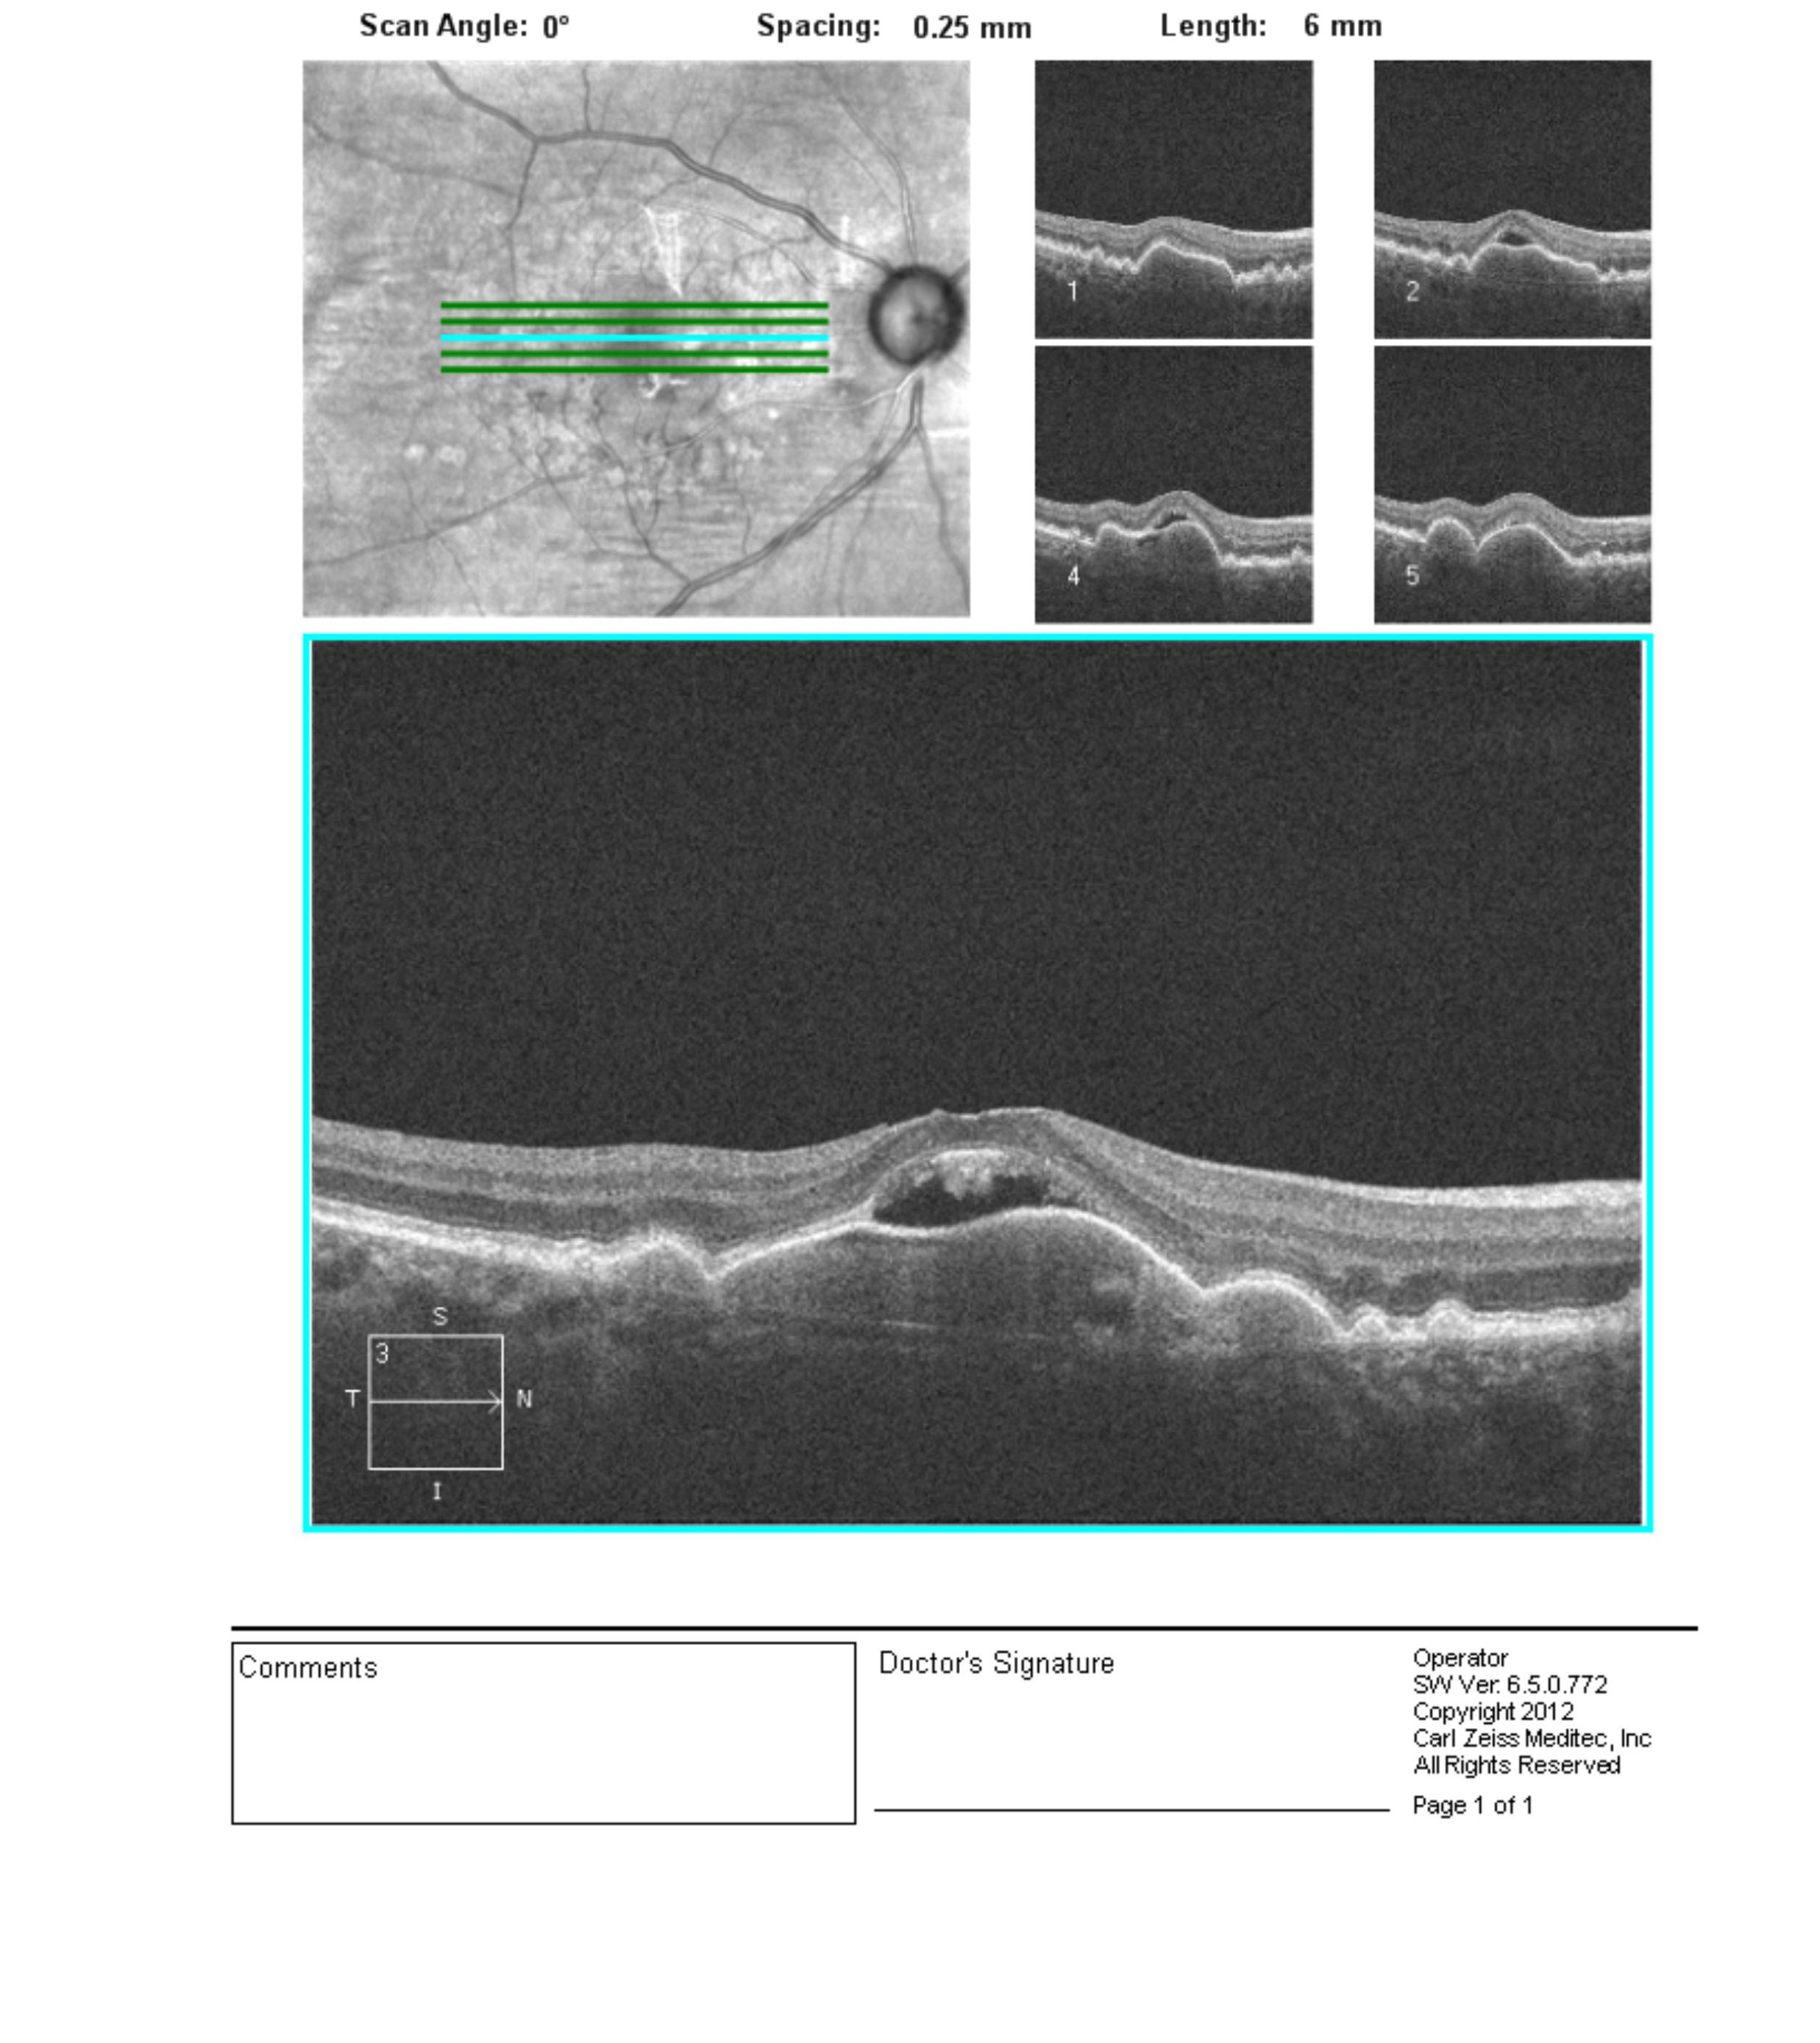 Scan Angle: 0° Spacing: 0.25 mm Length: 6 mm
1
2
4
5
S
3
T N
I
Comments
Doctor's Signature
Operator
SW Ver: 6.5.0.772
Copyright 2012
Carl Zeiss Meditec, Inc
All Rights Reserved
Page 1 of 1